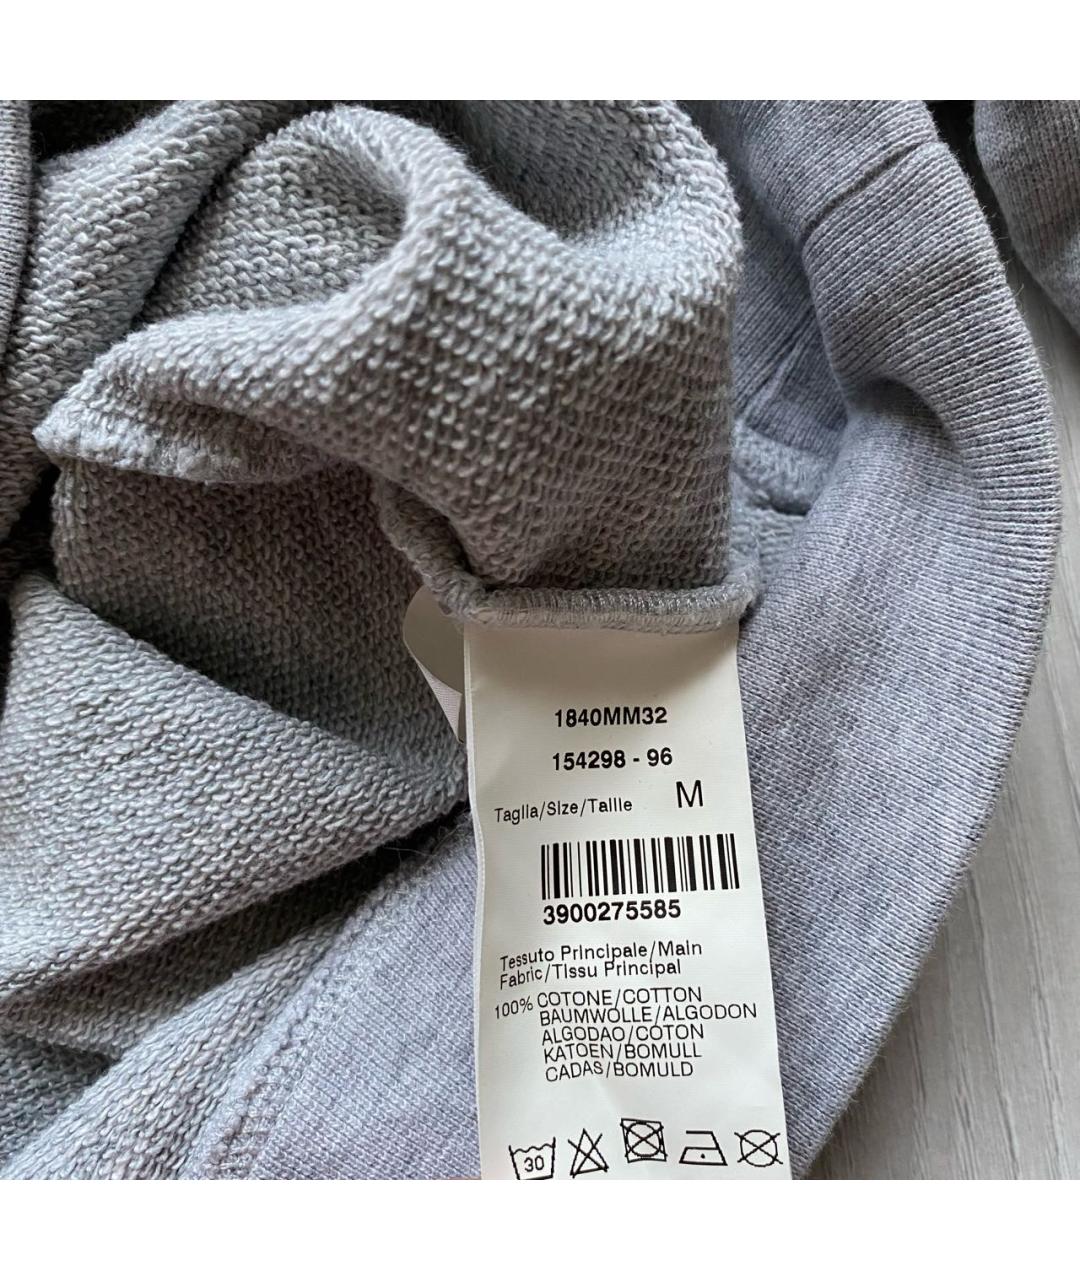 1840MM32
154298 - 96
Taglia/Size/Taille M
3900275585
Tessuto Principale/Main
Fabric/Tissu Principal
100% COTONE/COTTON
BAUMWOLLE/ALGODON
ALGODAO/COTON
KATOEN/BOMULL
CADAS/BOMULD
30